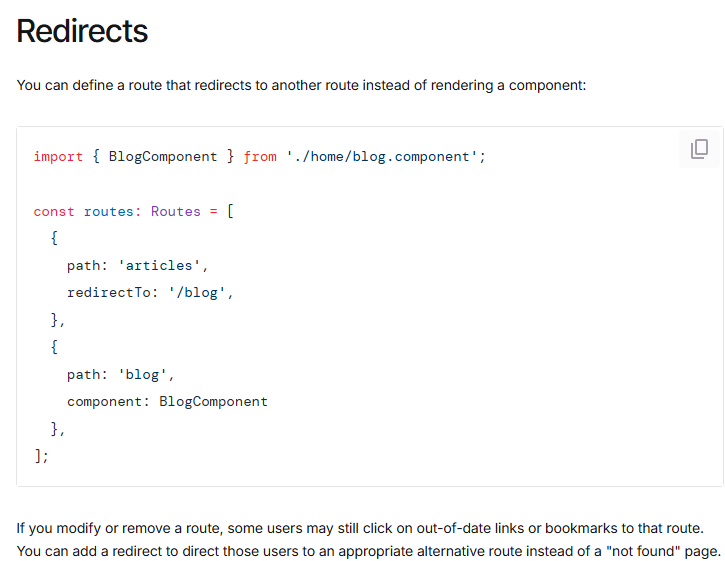 Redirects
You can define a route that redirects to another route instead of rendering a component:
import { BlogComponent } from './home/blog.component';
const routes: Routes = [
  {
    path: 'articles',
    redirectTo: '/blog',
  },
  {
    path: 'blog',
    component: BlogComponent
  },
];
If you modify or remove a route, some users may still click on out-of-date links or bookmarks to that route.
You can add a redirect to direct those users to an appropriate alternative route instead of a "not found" page.